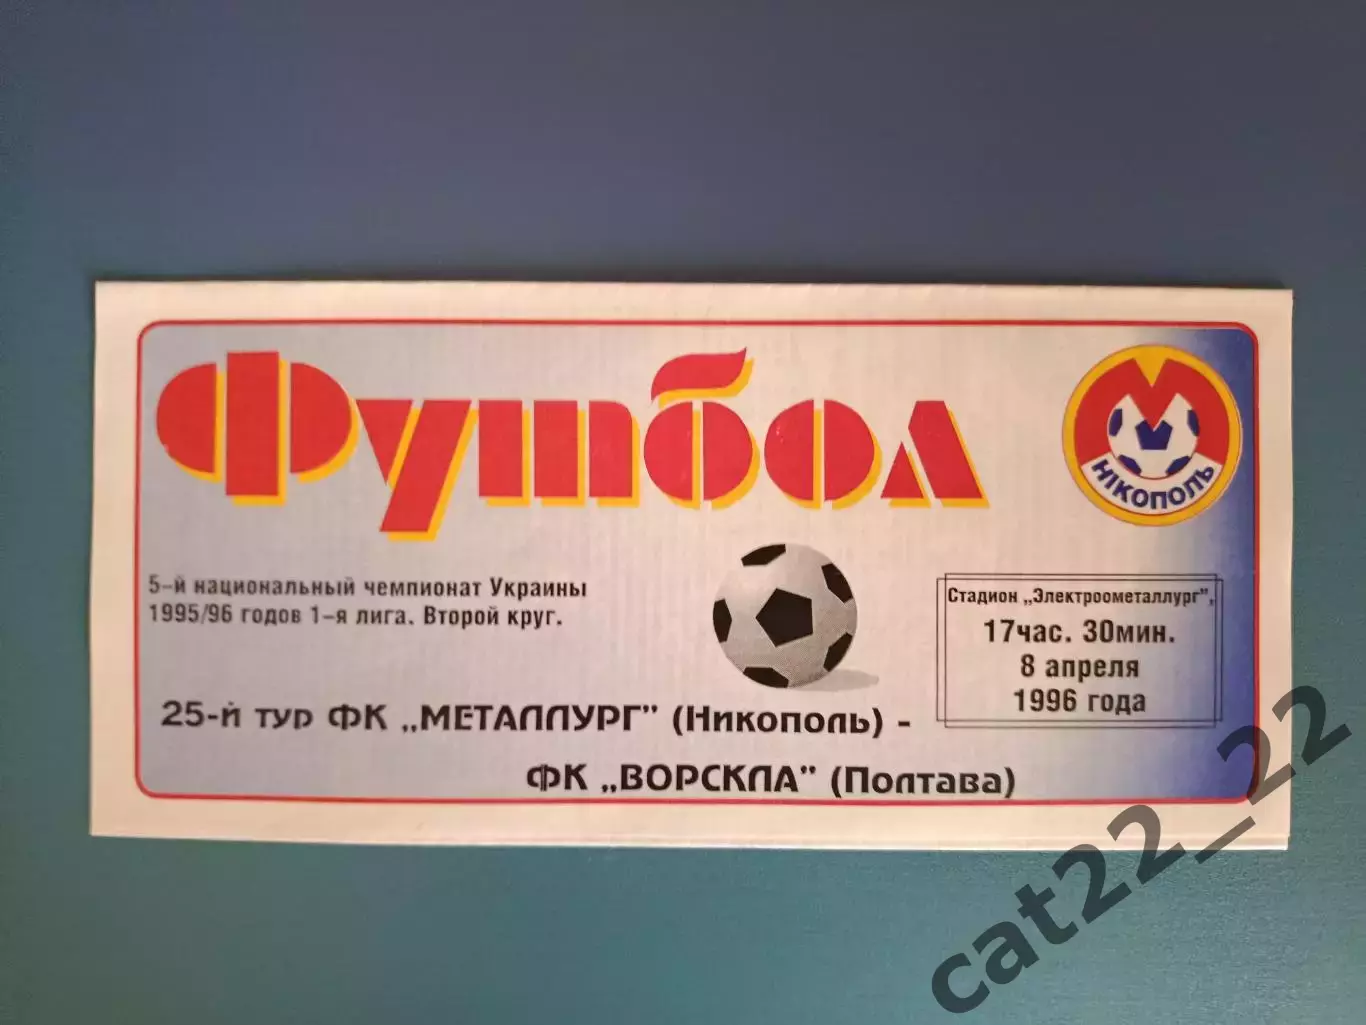 Футбол
М
НІКОПОЛЬ
5-й национальный чемпионат Украины
1995/96 годов 1-я лига. Второй круг.
Стадион „Электроометаллург",
17час. 30мин.
8 апреля
1996 года
25-й тур ФК „МЕТАЛЛУРГ" (Никополь) -
ФК „ВОРСКЛА" (Полтава)
cat22_22